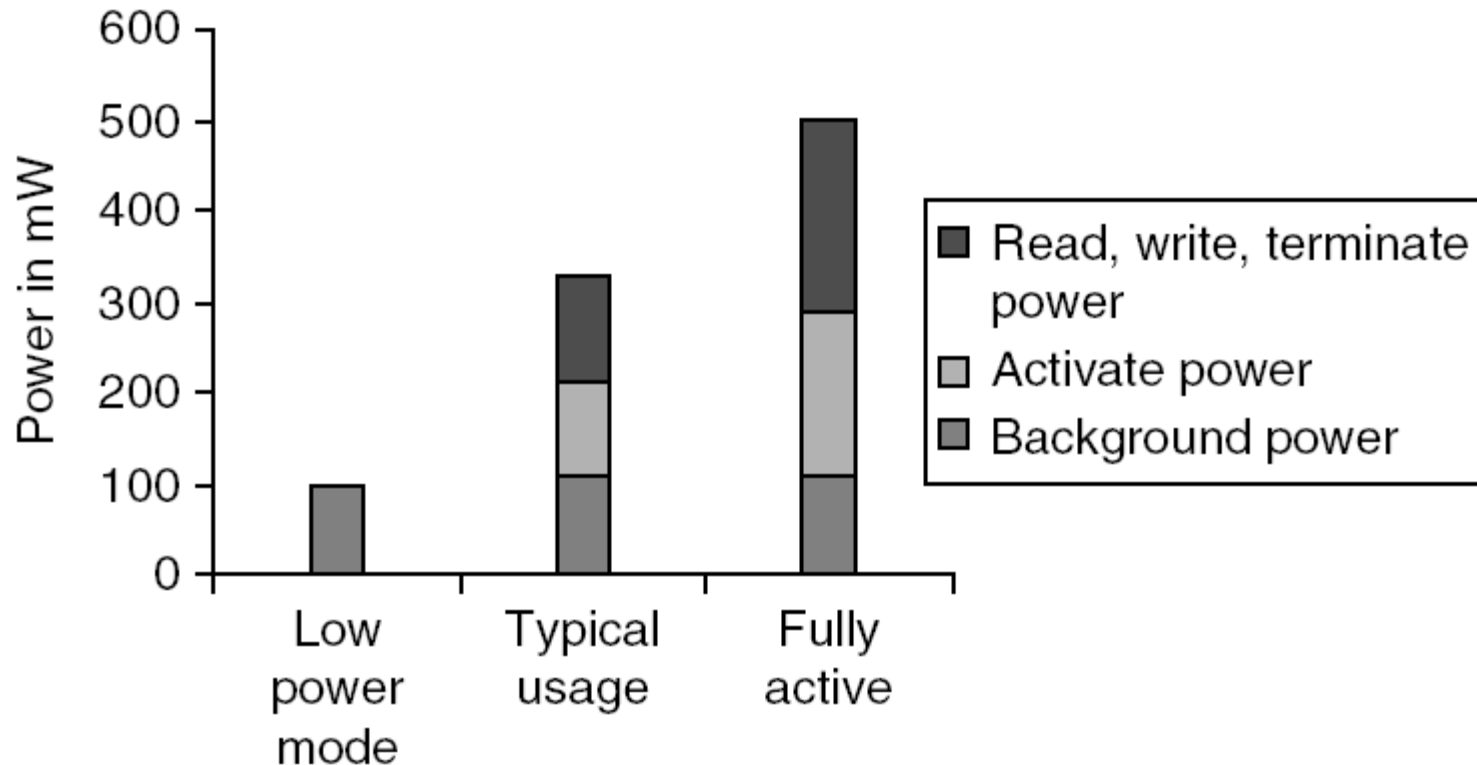 600
500
400
300
200
100
0
Power in mW
Low
power
mode
Typical
usage
Fully
active
Read, write, terminate
power
Activate power
Background power